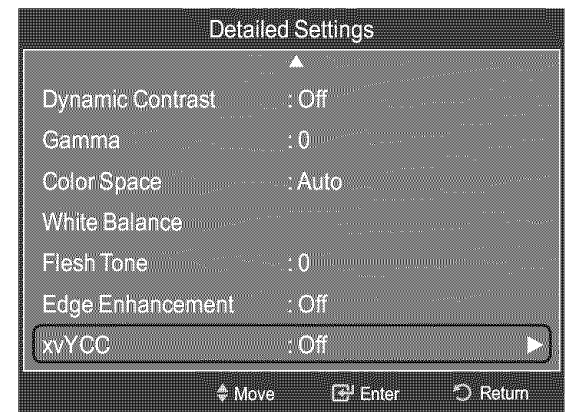 Detailed Settings
Dynamic Contrast : Off
Gamma : 0
Color Space : Auto
White Balance
Flesh Tone : 0
Edge Enhancement : Off
xvYCC : Off
Move Enter Return